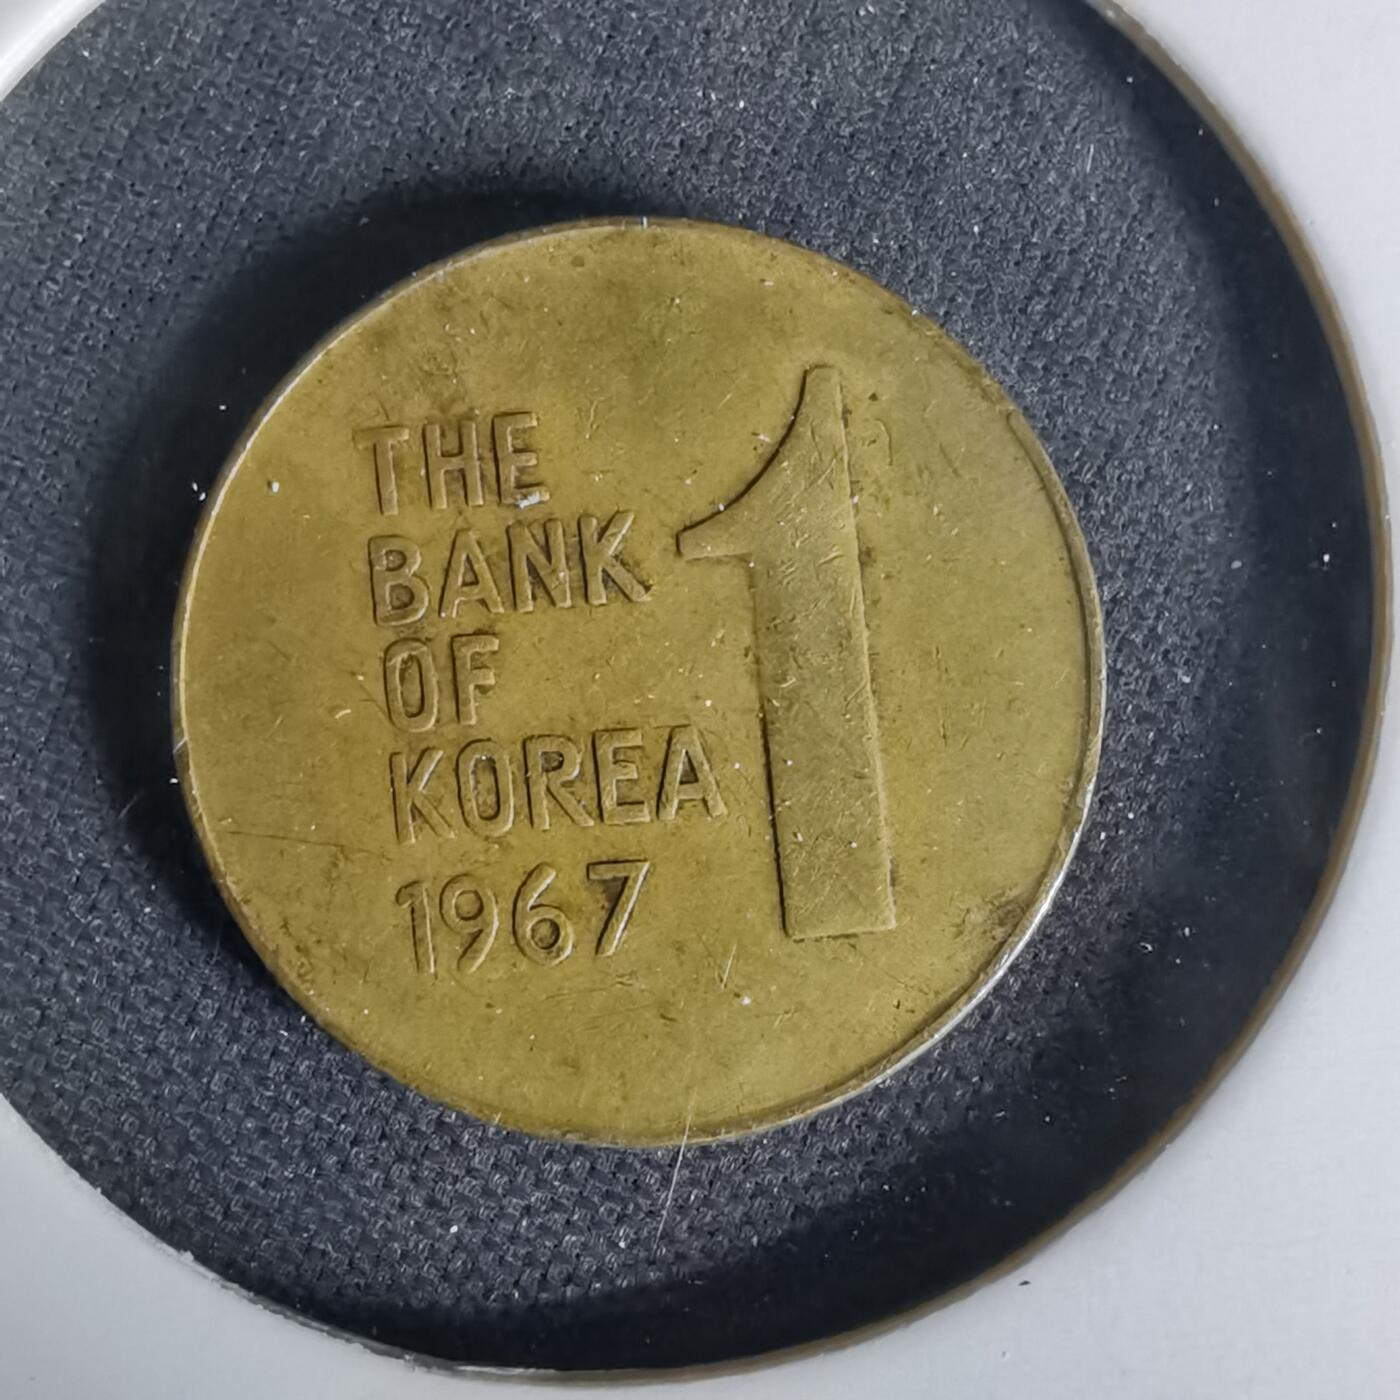 THE
BANK
OF
KOREA
1967
1